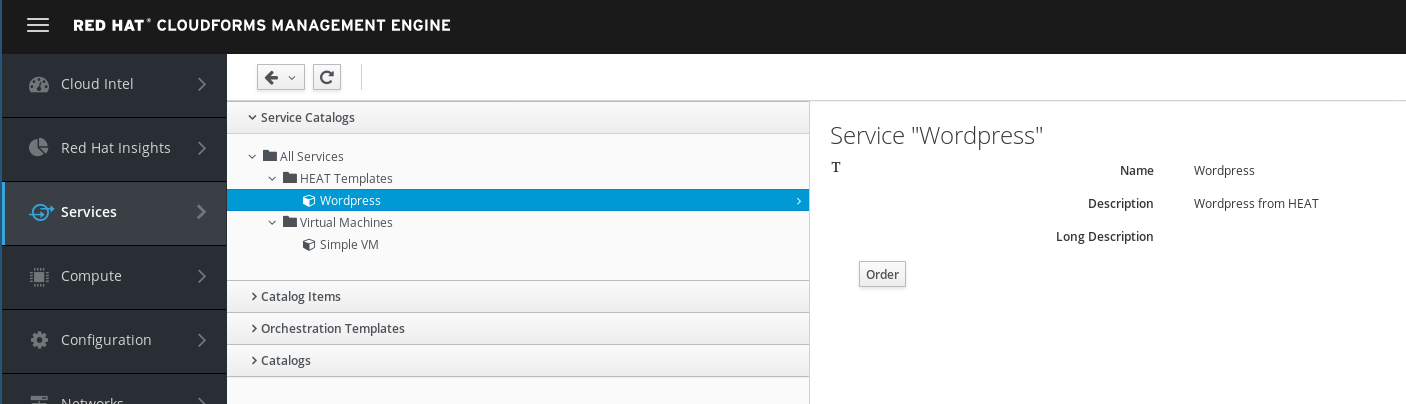 RED HAT® CLOUDFORMS MANAGEMENT ENGINE
Cloud Intel
Red Hat Insights
Services
Compute
Configuration
Networks
Service Catalogs
All Services
HEAT Templates
Wordpress
Virtual Machines
Simple VM
Catalog Items
Orchestration Templates
Catalogs
Service "Wordpress"
T
Name Wordpress
Description Wordpress from HEAT
Long Description
Order